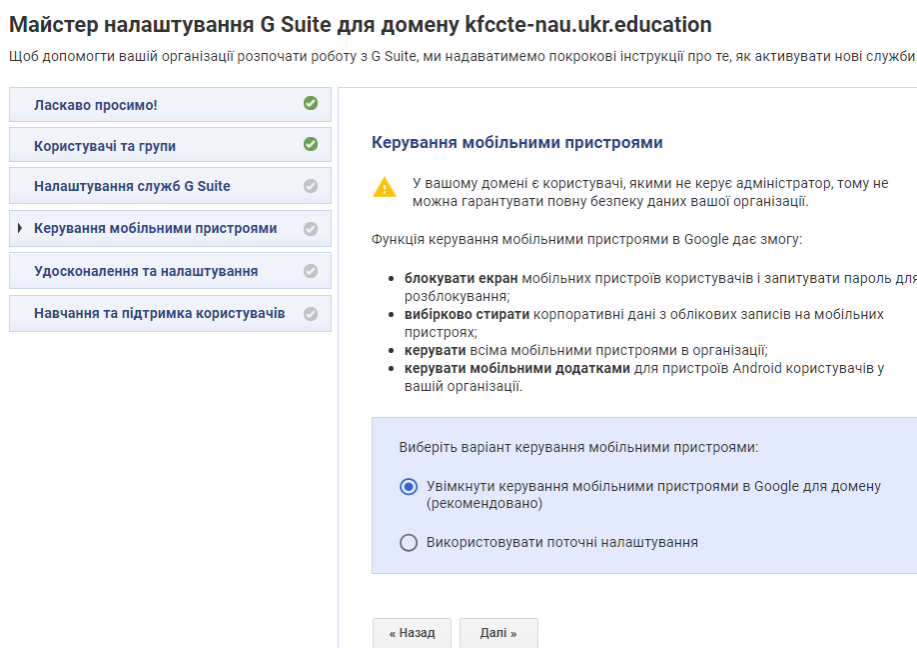 Майстер налаштування G Suite для домену kfccte-nau.ukr.education
Щоб допомогти вашій організації розпочати роботу з G Suite, ми надаватимемо покрокові інструкції про те, як активувати нові служби.
Ласкаво просимо!
Користувачі та групи
Налаштування служб G Suite
Керування мобільними пристроями
Удосконалення та налаштування
Навчання та підтримка користувачів
Керування мобільними пристроями
У вашому домені є користувачі, якими не керує адміністратор, тому не
можна гарантувати повну безпеку даних вашої організації.
Функція керування мобільними пристроями в Google дає змогу:
• блокувати екран мобільних пристроїв користувачів і запитувати пароль для
розблокування;
• вибірково стирати корпоративні дані з облікових записів на мобільних
пристроях;
• керувати всіма мобільними пристроями в організації;
• керувати мобільними додатками для пристроїв Android користувачів у
вашій організації.
Виберіть варіант керування мобільними пристроями:
Увімкнути керування мобільними пристроями в Google для домену
(рекомендовано)
Використовувати поточні налаштування
« Назад
Далі »